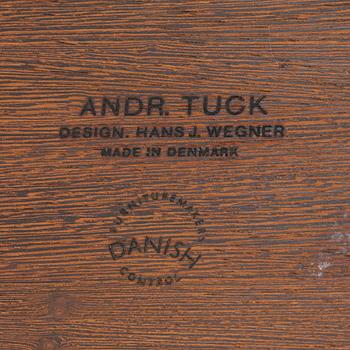 ANDR. TUCK
DESIGN. HANS J. WEGNER
MADE IN DENMARK
FURNITUREMAKERS
DANISH
CONTROL